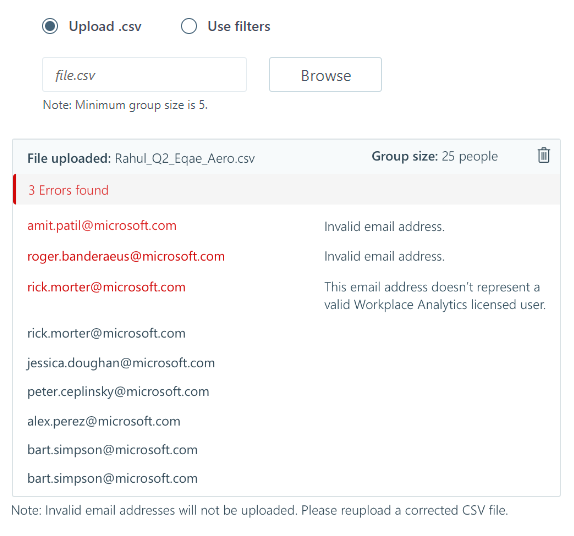 Upload .csv Use filters
file.csv Browse
Note: Minimum group size is 5.
File uploaded: Rahul_Q2_Eqae_Aero.csv Group size: 25 people
3 Errors found
amit.patil@microsoft.com Invalid email address.
roger.banderaeus@microsoft.com Invalid email address.
rick.morter@microsoft.com This email address doesn't represent a
valid Workplace Analytics licensed user.
rick.morter@microsoft.com
jessica.doughan@microsoft.com
peter.ceplinsky@microsoft.com
alex.perez@microsoft.com
bart.simpson@microsoft.com
bart.simpson@microsoft.com
Note: Invalid email addresses will not be uploaded. Please reupload a corrected CSV file.